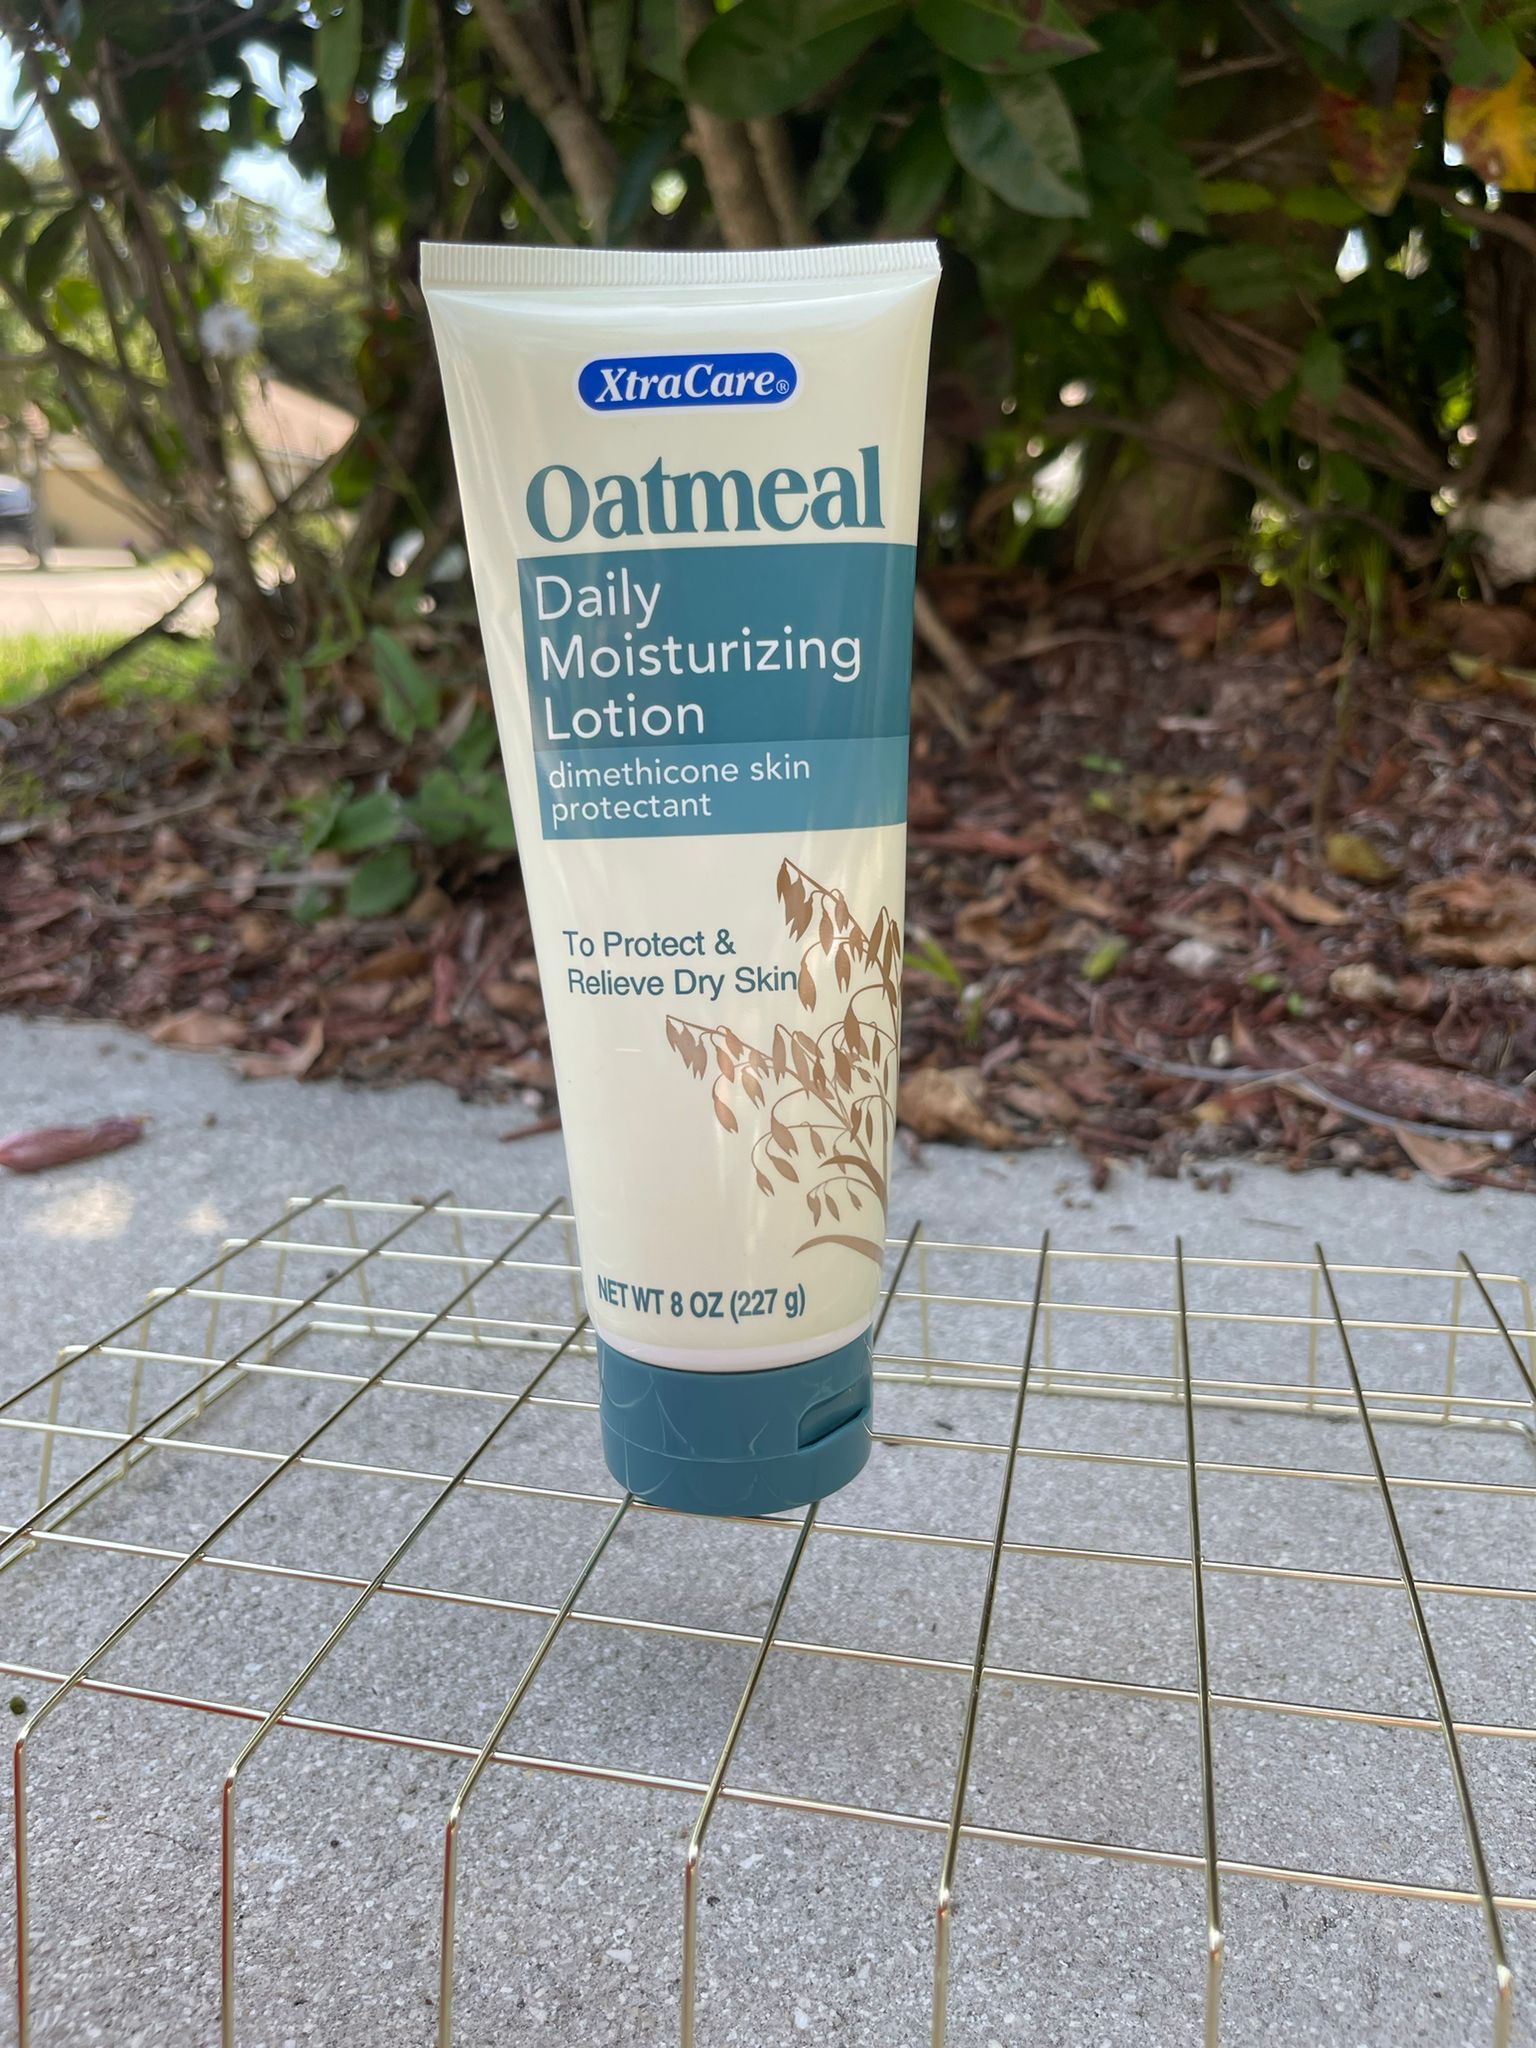 XtraCare®
Oatmeal
Daily
Moisturizing
Lotion
dimethicone skin
protectant
To Protect &
Relieve Dry Skin
NET WT 8 OZ (227 g)